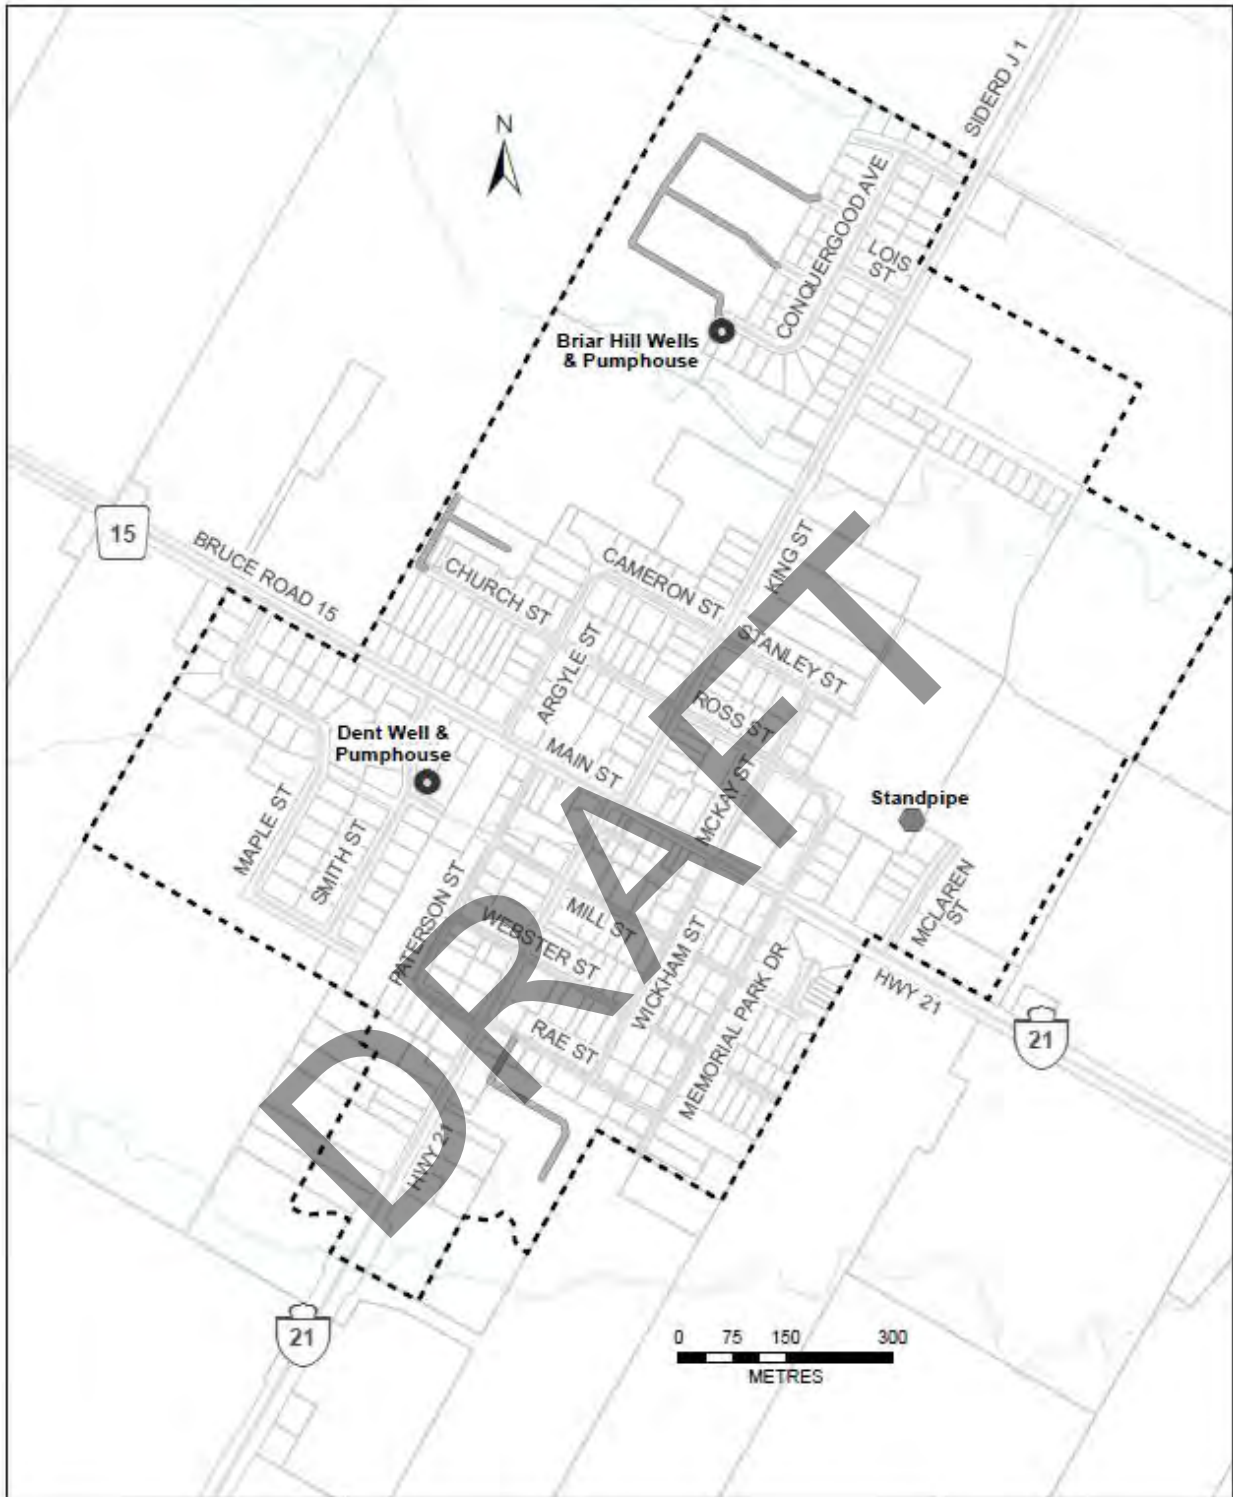 SIDERD J 1
N
CONQUERGOOD AVE
LOIS
ST
Briar Hill Wells
& Pumphouse
15
BRUCE ROAD 15
KING ST
CAMERON ST
CHURCH ST
STANLEY ST
ARGYLE ST
ROSS ST
Dent Well &
Pumphouse
MAIN ST
MCKAY ST
Standpipe
MAPLE ST
SMITH ST
PATERSON ST
MILL ST
WEBSTER ST
WICKHAM ST
MCLAREN
ST
MEMORIAL PARK DR
HWY 21
21
RAE ST
HWY 21
21
DRAFT
0 75 150 300
METRES